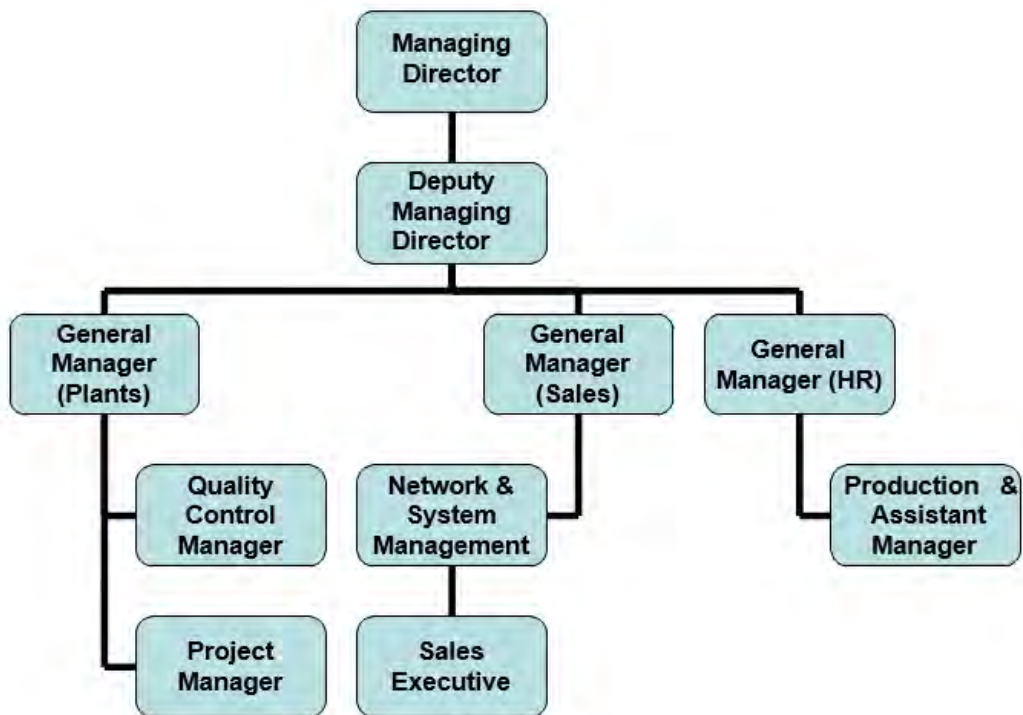 Managing
Director
Deputy
Managing
Director
General
Manager
(Plants)
General
Manager
(Sales)
General
Manager (HR)
Quality
Control
Manager
Network &
System
Management
Production &
Assistant
Manager
Project
Manager
Sales
Executive